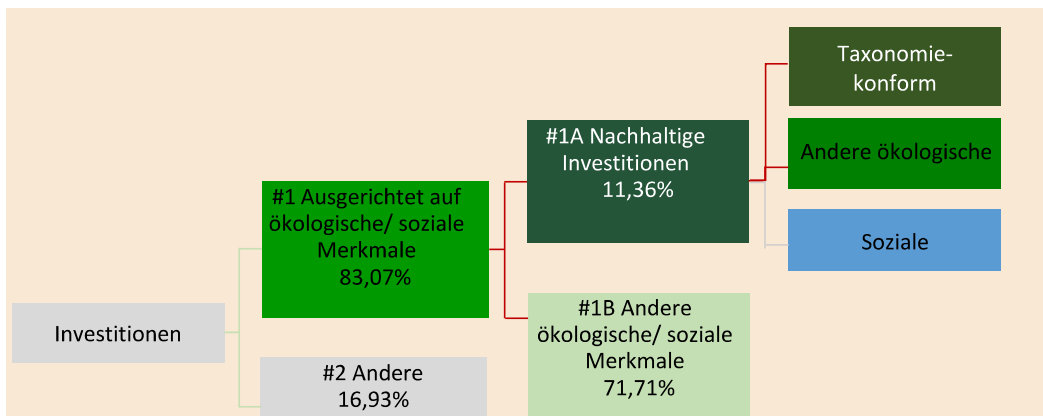 Investitionen
#1 Ausgerichtet auf
ökologische/ soziale
Merkmale
83,07%
#2 Andere
16,93%
#1A Nachhaltige
Investitionen
11,36%
#1B Andere
ökologische/ soziale
Merkmale
71,71%
Taxonomie-
konform
Andere ökologische
Soziale